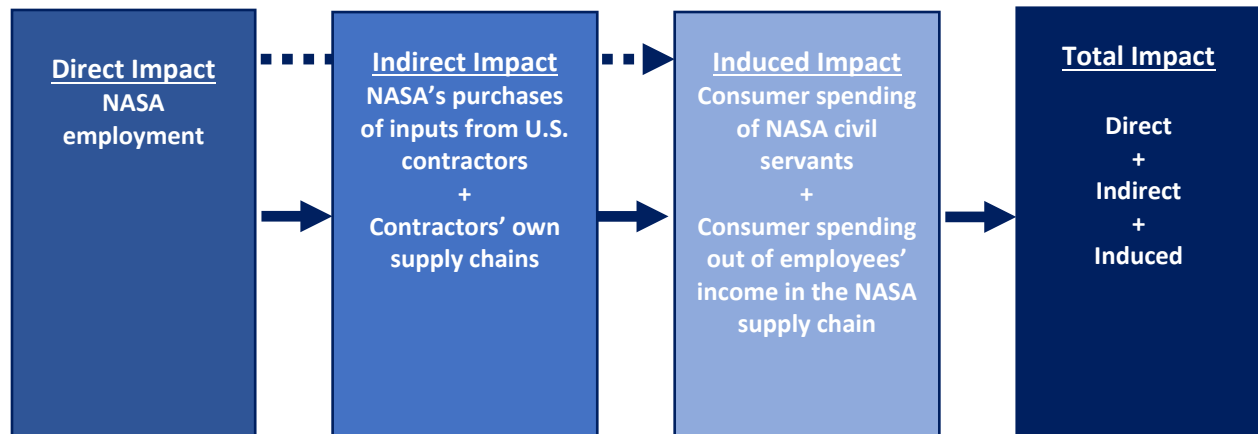 Direct Impact
NASA
employment
Indirect Impact
NASA’s purchases
of inputs from U.S.
contractors
+
Contractors’ own
supply chains
Induced Impact
Consumer spending
of NASA civil
servants
+
Consumer spending
out of employees’
income in the NASA
supply chain
Total Impact
Direct
+
Indirect
+
Induced